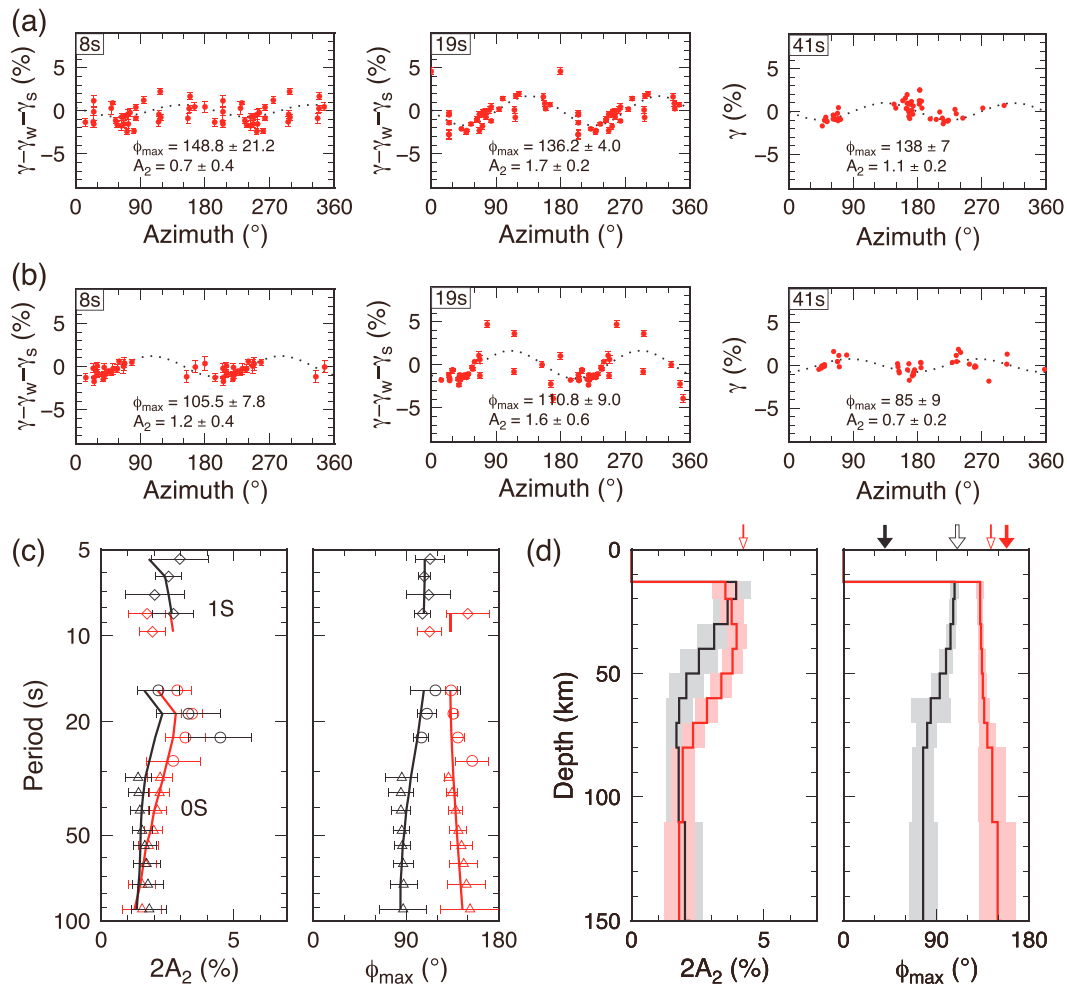 (a)
8s
γ−γw−γs (%)
5
0
−5
ϕmax = 148.8 ± 21.2
A2 = 0.7 ± 0.4
0 90 180 270 360
Azimuth (°)
19s
γ−γw−γs (%)
5
0
−5
ϕmax = 136.2 ± 4.0
A2 = 1.7 ± 0.2
0 90 180 270 360
Azimuth (°)
41s
γ (%)
5
0
−5
ϕmax = 138 ± 7
A2 = 1.1 ± 0.2
0 90 180 270 360
Azimuth (°)
(b)
8s
γ−γw−γs (%)
5
0
−5
ϕmax = 105.5 ± 7.8
A2 = 1.2 ± 0.4
0 90 180 270 360
Azimuth (°)
19s
γ−γw−γs (%)
5
0
−5
ϕmax = 110.8 ± 9.0
A2 = 1.6 ± 0.6
0 90 180 270 360
Azimuth (°)
41s
γ (%)
5
0
−5
ϕmax = 85 ± 9
A2 = 0.7 ± 0.2
0 90 180 270 360
Azimuth (°)
(c)
Period (s)
5
10
20
50
100
1S
0S
0 5
2A2 (%)
90 180
ϕmax (°)
(d)
Depth (km)
0
50
100
150
0 5
2A2 (%)
0 90 180
ϕmax (°)